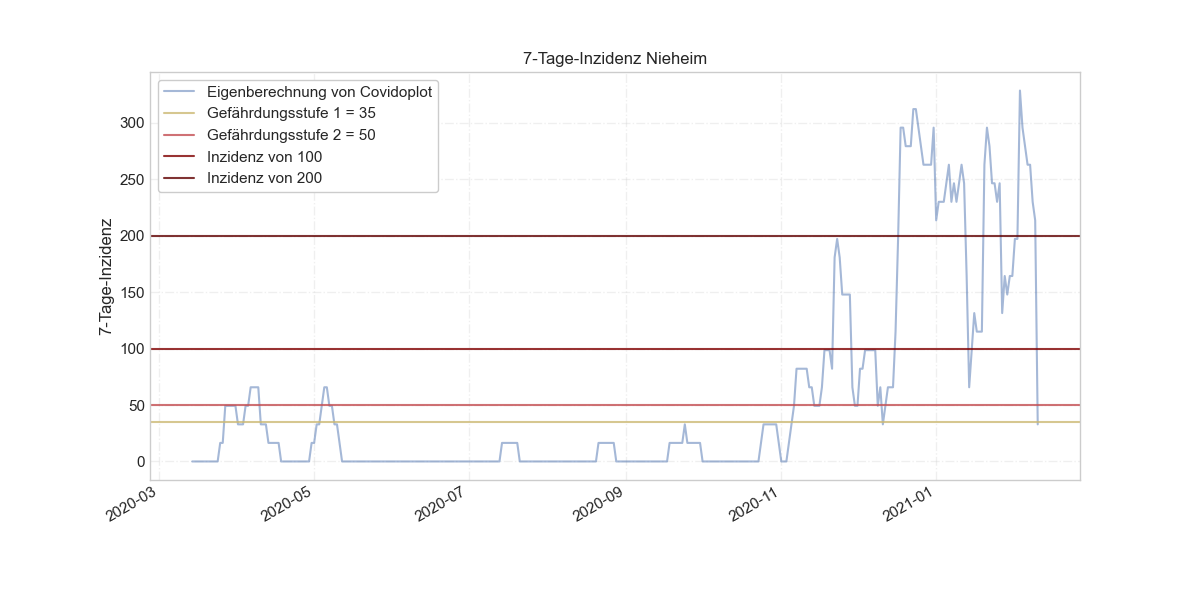 7-Tage-Inzidenz Nieheim
Eigenberechnung von Covidoplot
Gefährdungsstufe 1 = 35
Gefährdungsstufe 2 = 50
Inzidenz von 100
Inzidenz von 200
7-Tage-Inzidenz
300
250
200
150
100
50
0
2020-03
2020-05
2020-07
2020-09
2020-11
2021-01